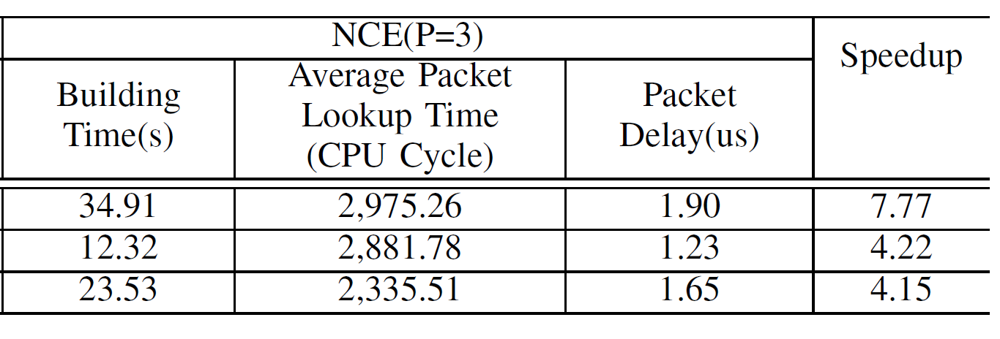 NCE(P=3)
Speedup
Building
Time(s)
Average Packet
Lookup Time
(CPU Cycle)
Packet
Delay(us)
34.91 2,975.26 1.90 7.77
12.32 2,881.78 1.23 4.22
23.53 2,335.51 1.65 4.15